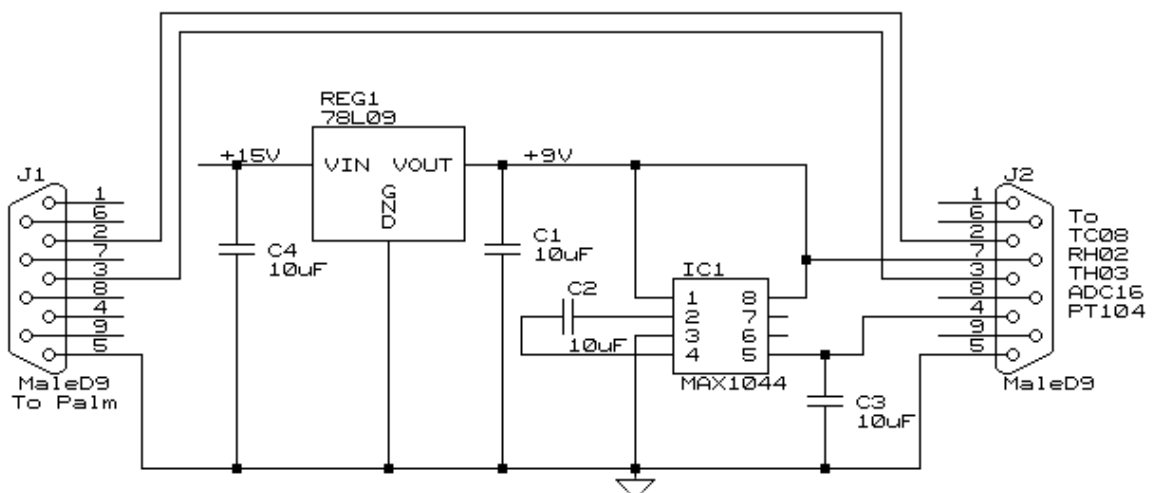 REG1
78L09
+15V
VIN VOUT
GND
+9V
J1
1
6
2
7
3
8
4
9
5
MaleD9
To Palm
C4
10uF
C1
10uF
C2
10uF
IC1
1 8
2 7
3 6
4 5
MAX1044
C3
10uF
J2
1
6
2
7
3
8
4
9
5
To
TC08
RH02
TH03
ADC16
PT104
MaleD9